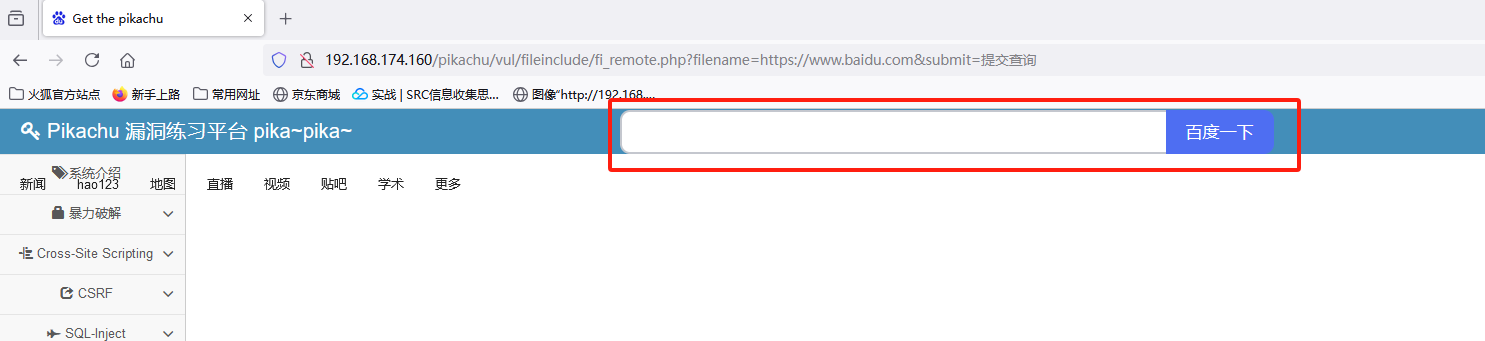 Get the pikachu
192.168.174.160/pikachu/vul/fileinclude/fi_remote.php?filename=https://www.baidu.com&submit=提交查询
火狐官方站点 新手上路 常用网址 京东商城 实战 | SRC信息收集思... 图像“http://192.168....
Pikachu 漏洞练习平台 pika~pika~ 百度一下
系统介绍
新闻 hao123 地图 直播 视频 贴吧 学术 更多
暴力破解
Cross-Site Scripting
CSRF
SQL-Inject